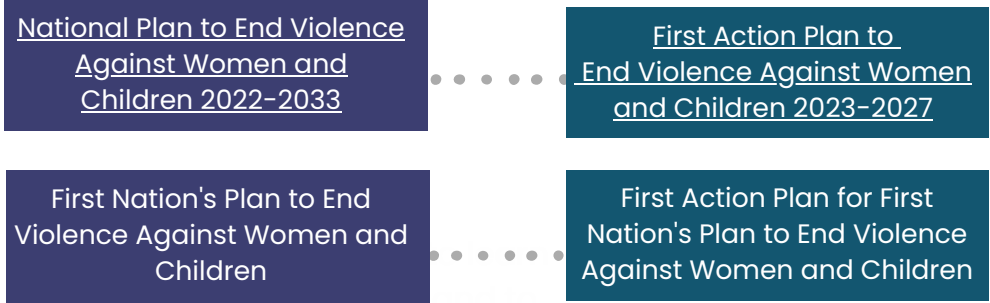 National Plan to End Violence
Against Women and
Children 2022-2033
First Action Plan to
End Violence Against Women
and Children 2023-2027
First Nation's Plan to End
Violence Against Women and
Children
First Action Plan for First
Nation's Plan to End Violence
Against Women and Children